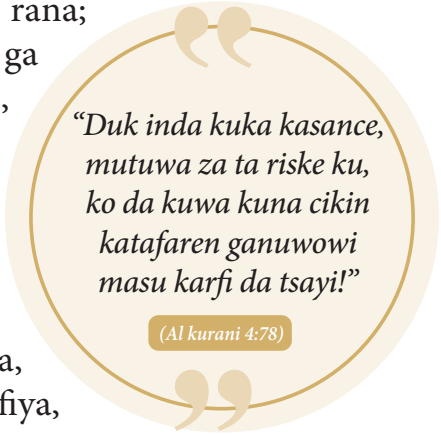 rana;
ga
,
“Duk inda kuka kasance,
mutuwa za ta riske ku,
ko da kuwa kuna cikin
katafaren ganuwowi
masu karfi da tsayi!”
(Al kurani 4:78)
a,
fiya,